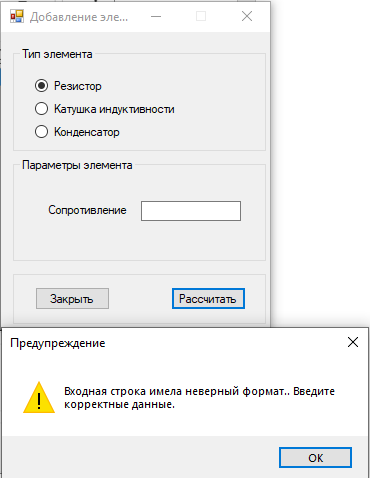 Добавление эле...
Тип элемента
Резистор
Катушка индуктивности
Конденсатор
Параметры элемента
Сопротивление
Закрыть
Рассчитать
Предупреждение
Входная строка имела неверный формат.. Введите
корректные данные.
OK